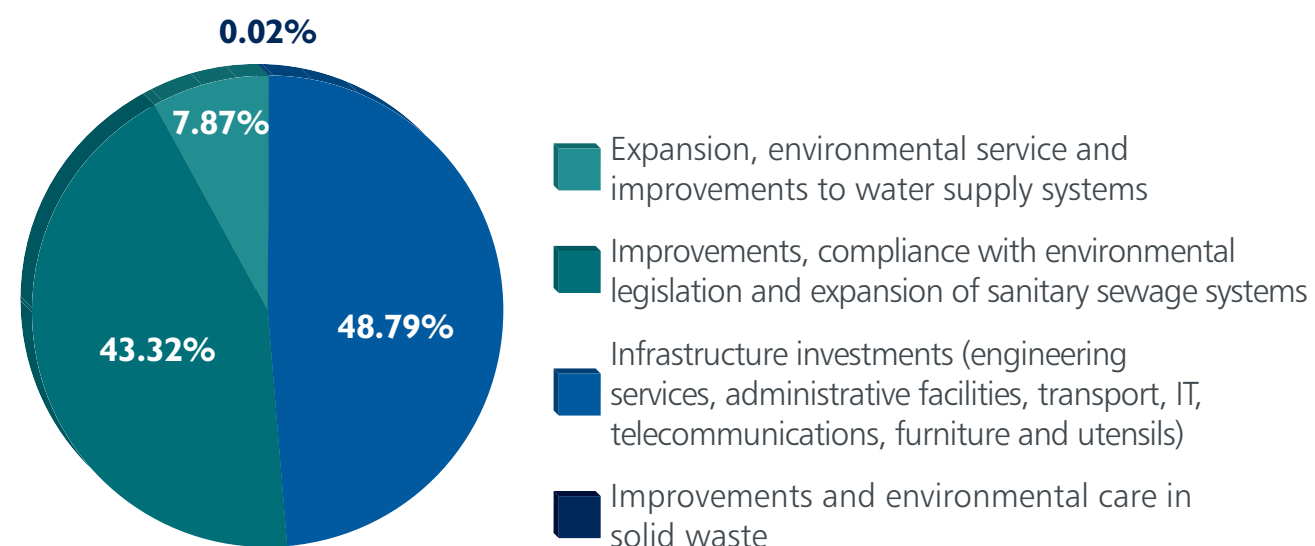 0.02%
7.87%
48.79%
43.32%
Expansion, environmental service and
improvements to water supply systems
Improvements, compliance with environmental
legislation and expansion of sanitary sewage systems
Infrastructure investments (engineering
services, administrative facilities, transport, IT,
telecommunications, furniture and utensils)
Improvements and environmental care in
solid waste